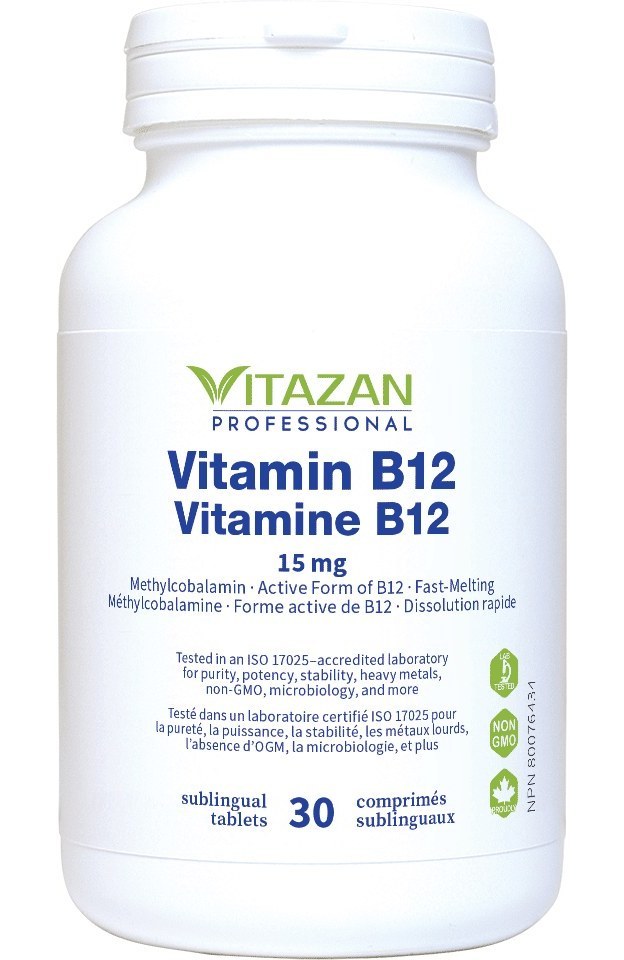 VITAZAN
PROFESSIONAL
Vitamin B12
Vitamine B12
15 mg
Methylcobalamin · Active Form of B12 · Fast-Melting
Méthylcobalamine · Forme active de B12 · Dissolution rapide
Tested in an ISO 17025–accredited laboratory
for purity, potency, stability, heavy metals,
non-GMO, microbiology, and more
Testé dans un laboratoire certifié ISO 17025 pour
la pureté, la puissance, la stabilité, les métaux lourds,
l'absence d'OGM, la microbiologie, et plus
sublingual
tablets
30
comprimés
sublinguaux
LAB
TESTED
NON
GMO
PROUDLY
NPN 80076434